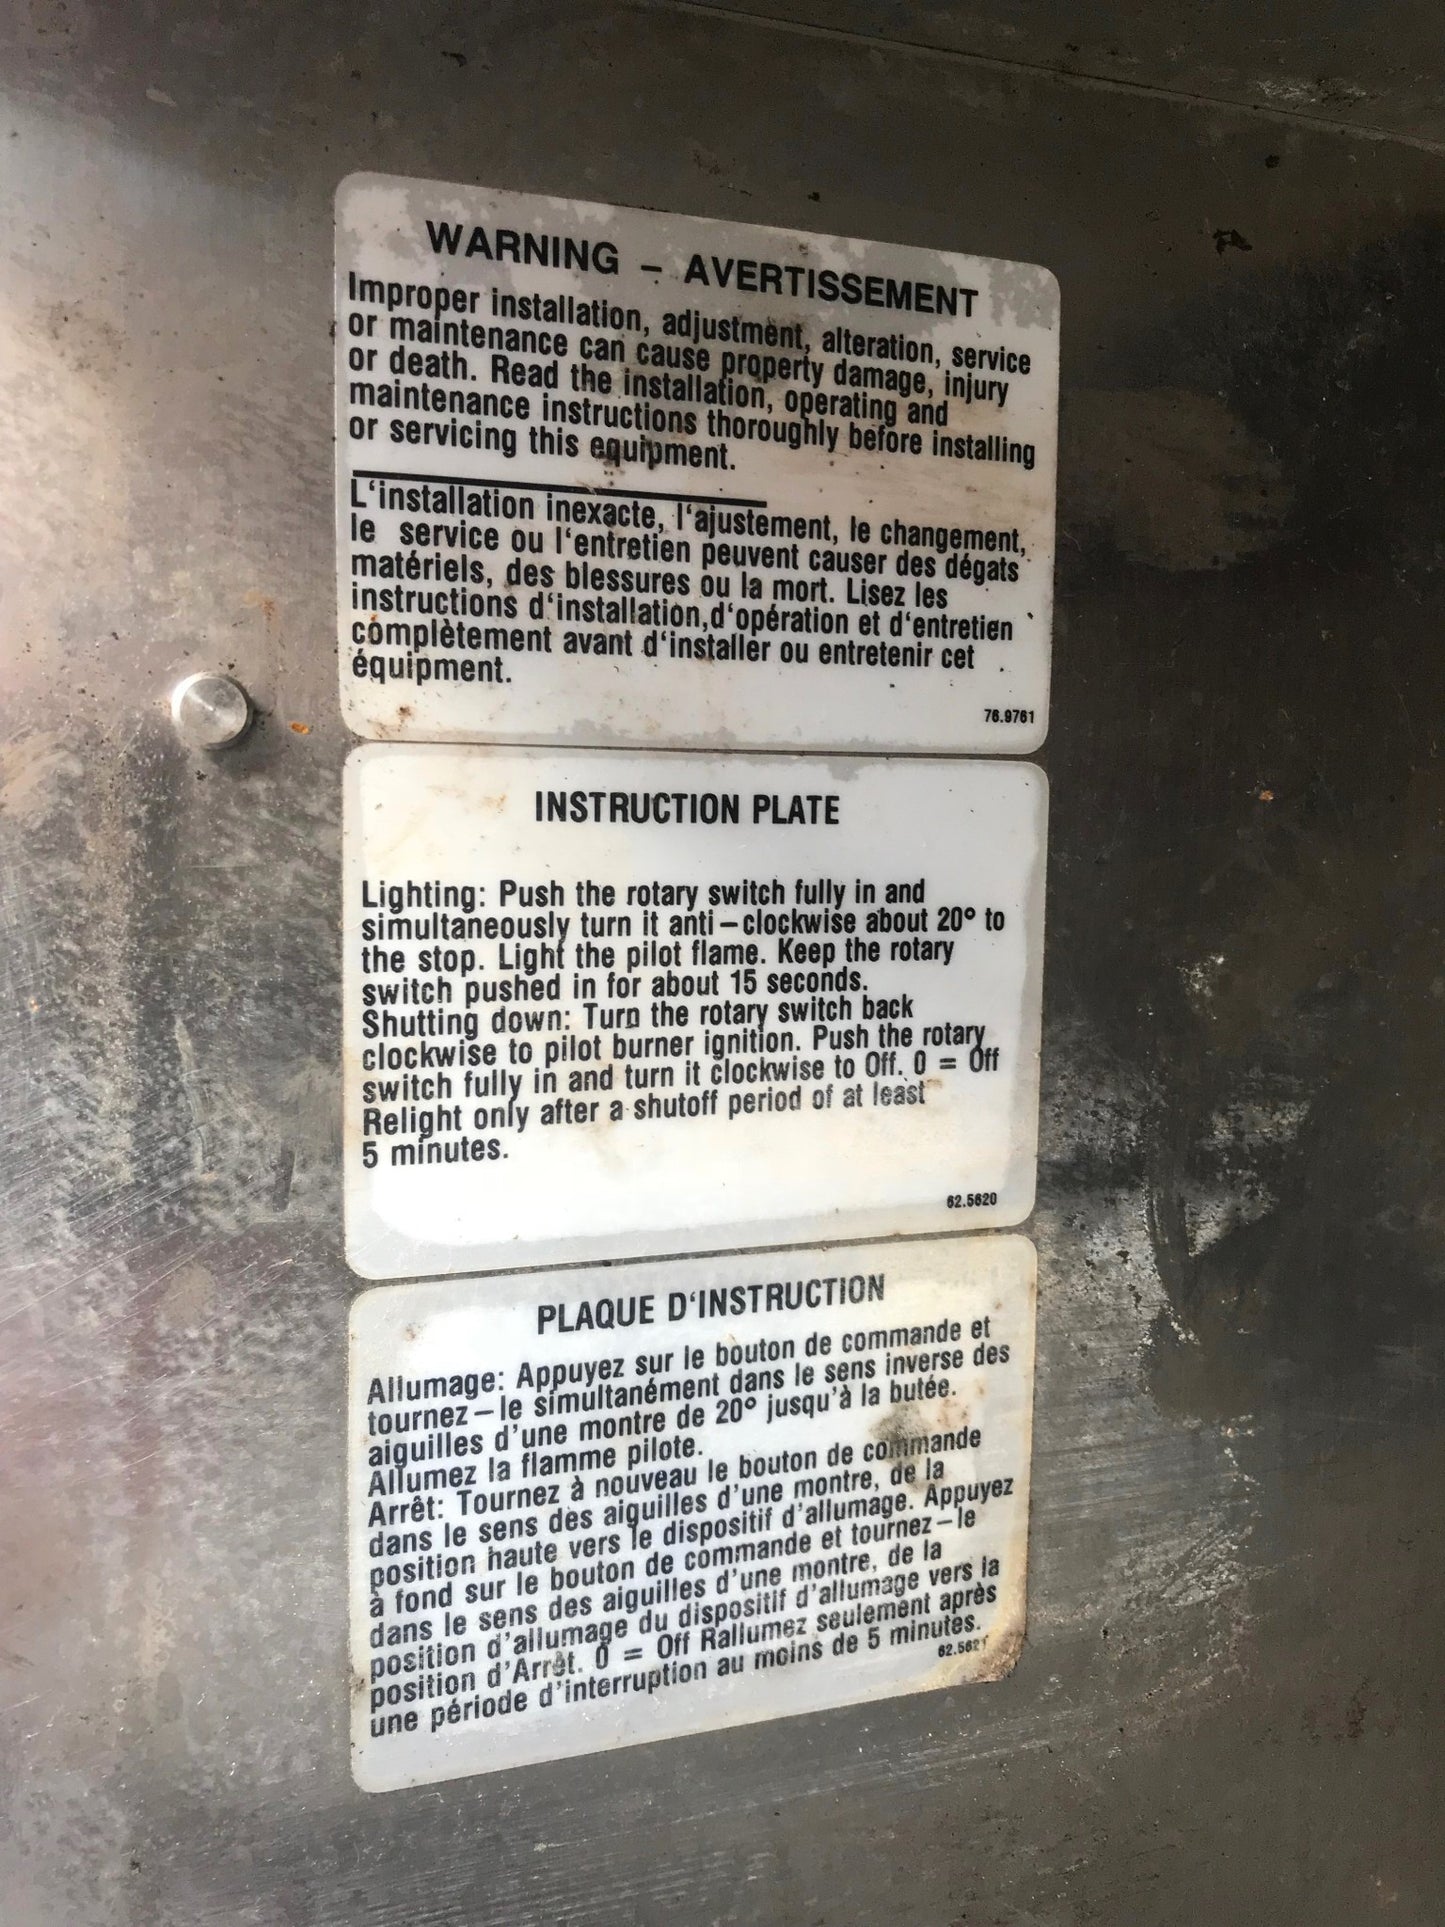 WARNING – AVERTISSEMENT
Improper installation, adjustment, alteration, service
or maintenance can cause property damage, injury
or death. Read the installation, operating and
maintenance instructions thoroughly before installing
or servicing this equipment.
L‘installation inexacte, l‘ajustement, le changement,
le service ou l‘entretien peuvent causer des dégats
matériels, des blessures ou la mort. Lisez les
instructions d‘installation,d‘opération et d‘entretien
complètement avant d‘installer ou entretenir cet
équipment.
76.9761
INSTRUCTION PLATE
Lighting: Push the rotary switch fully in and
simultaneously turn it anti–clockwise about 20° to
the stop. Light the pilot flame. Keep the rotary
switch pushed in for about 15 seconds.
Shutting down: Turn the rotary switch back
clockwise to pilot burner ignition. Push the rotary
switch fully in and turn it clockwise to Off. 0 = Off
Relight only after a shutoff period of at least
5 minutes.
62.5620
PLAQUE D‘INSTRUCTION
Allumage: Appuyez sur le bouton de commande et
tournez–le simultanément dans le sens inverse des
aiguilles d’une montre de 20° jusqu’à la butée.
Allumez la flamme pilote.
Arrêt: Tournez à nouveau le bouton de commande
dans le sens des aiguilles d’une montre, de la
position haute vers le dispositif d’allumage. Appuyez
à fond sur le bouton de commande et tournez–le
dans le sens des aiguilles d’une montre, de la
position d’allumage du dispositif d’allumage vers la
position d’Arrêt. 0 = Off Rallumez seulement après
une période d’interruption au moins de 5 minutes.
62.5621